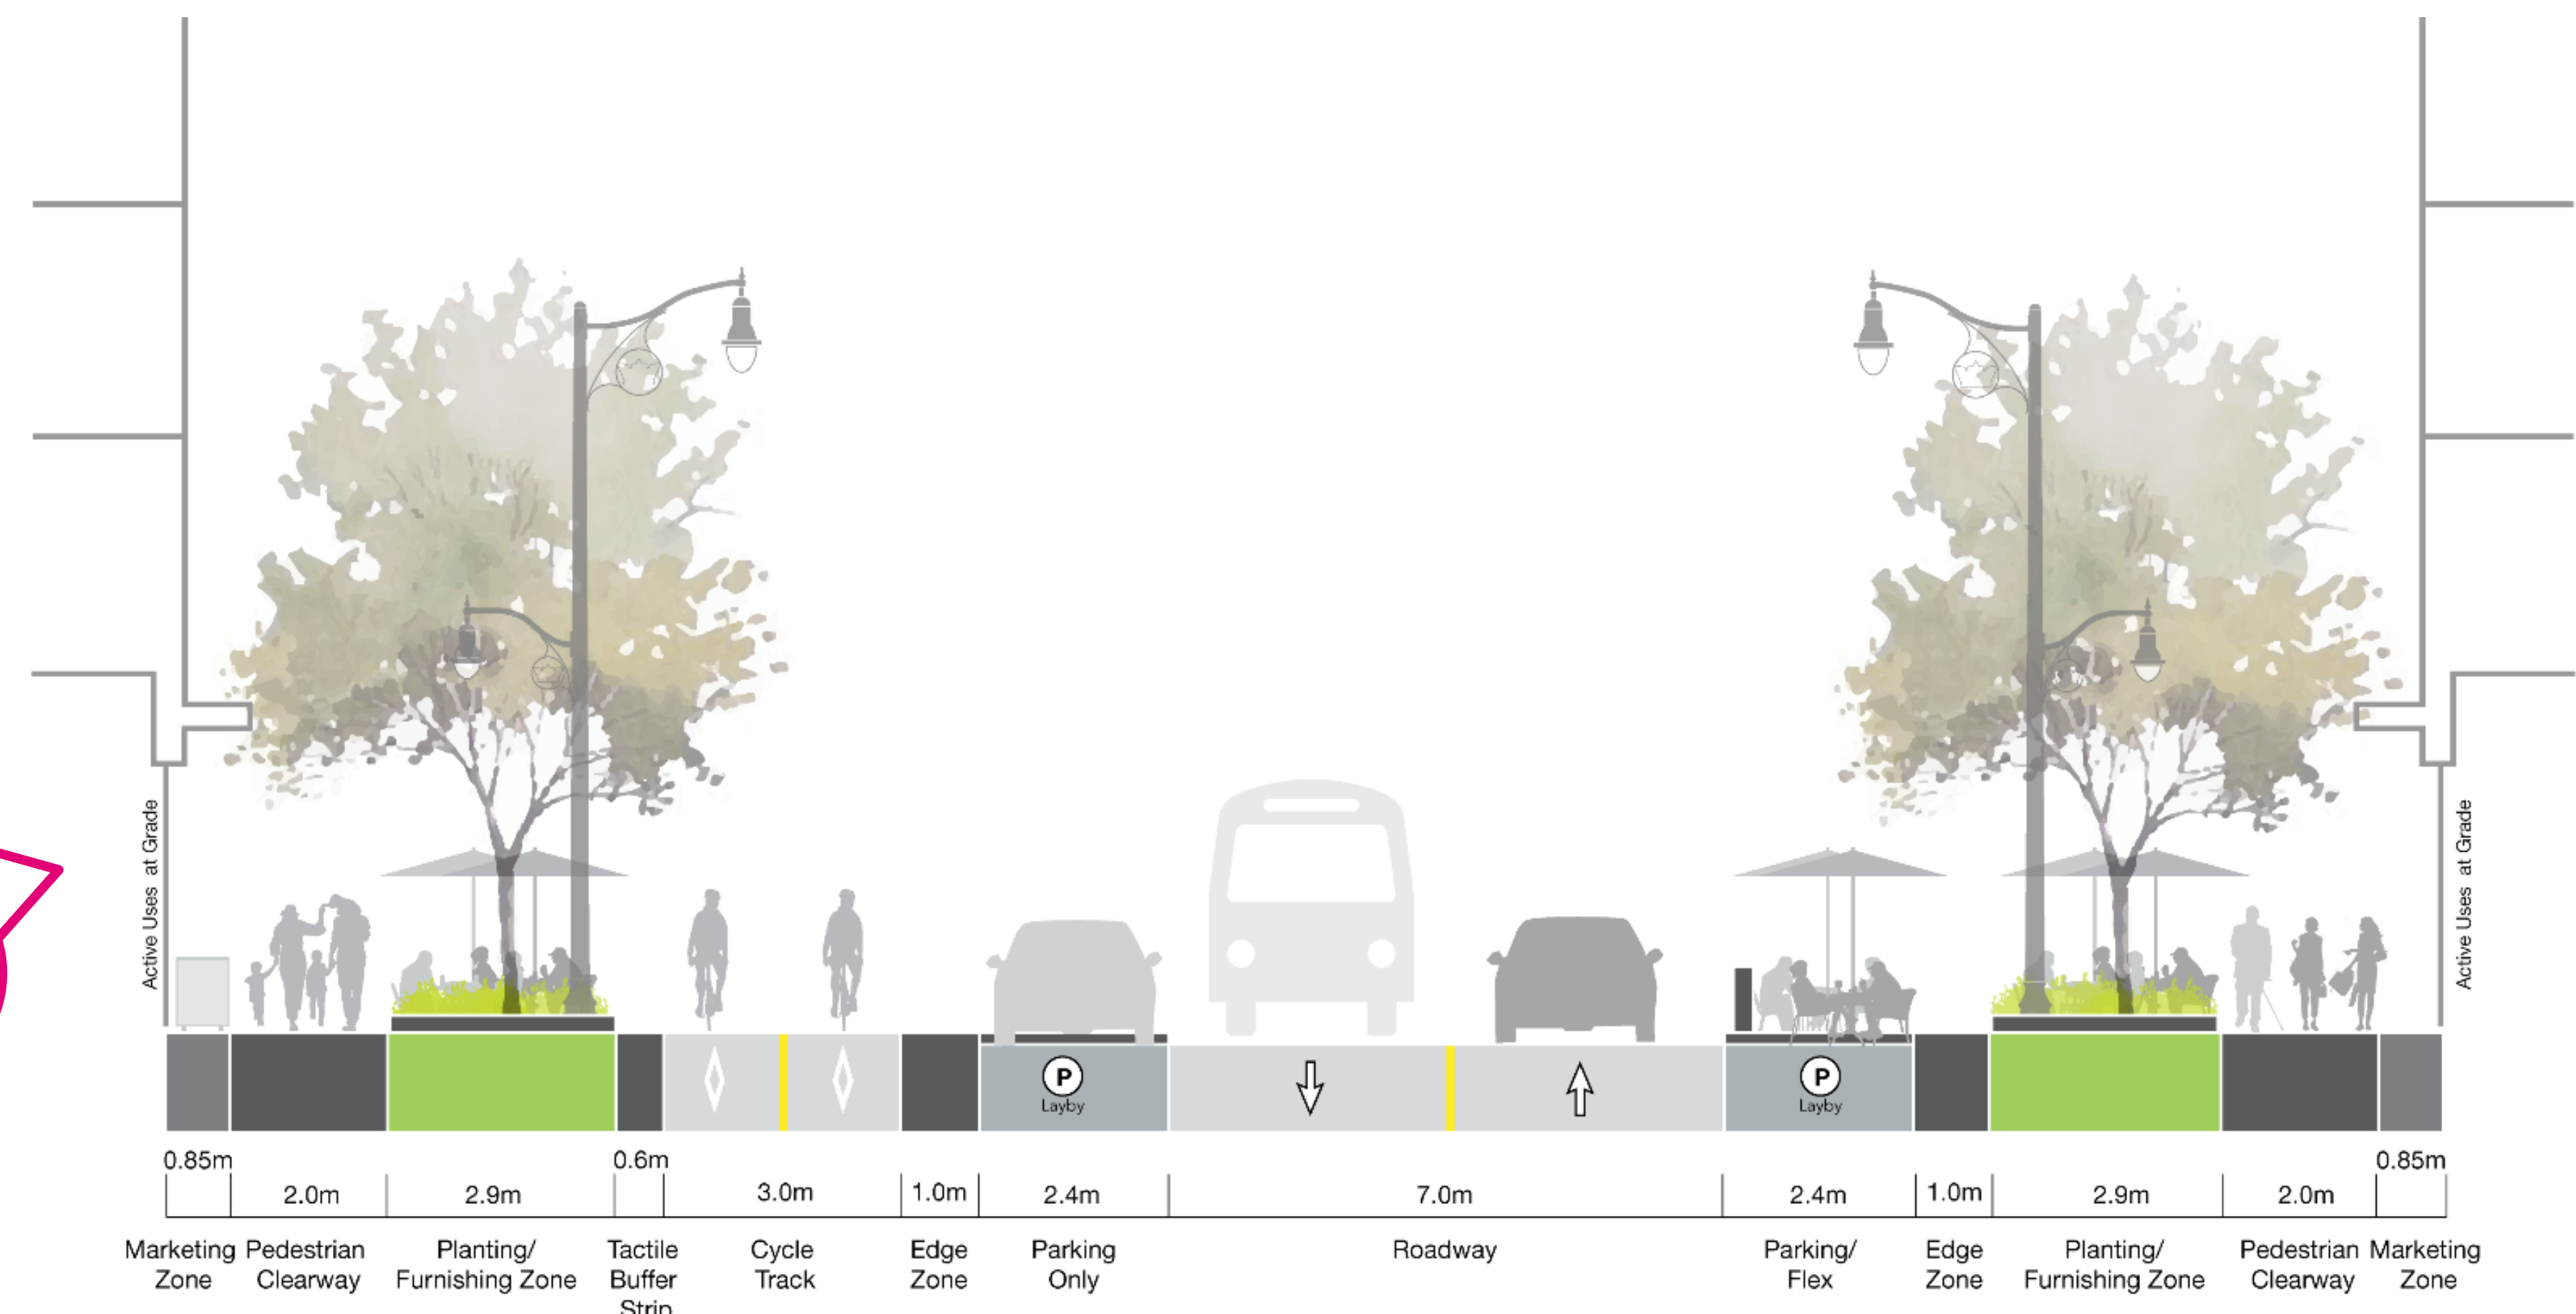 Active Uses at Grade
Active Uses at Grade
P
Layby
P
Layby
0.85m
0.6m
0.85m
2.0m
2.9m
3.0m
1.0m
2.4m
7.0m
2.4m
1.0m
2.9m
2.0m
Marketing
Zone
Pedestrian
Clearway
Planting/
Furnishing Zone
Tactile
Buffer
Strip
Cycle
Track
Edge
Zone
Parking
Only
Roadway
Parking/
Flex
Edge
Zone
Planting/
Furnishing Zone
Pedestrian
Clearway
Marketing
Zone